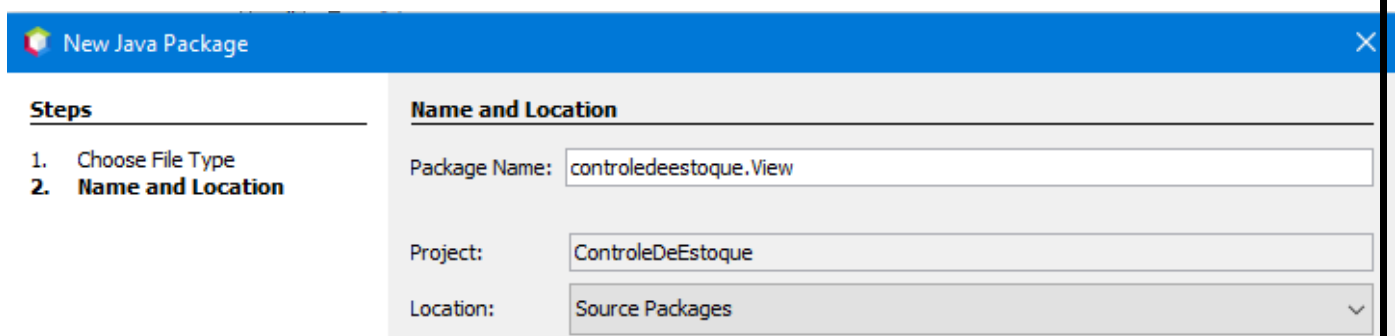 New Java Package
Steps
1. Choose File Type
2. Name and Location
Name and Location
Package Name: controledeestoque.View
Project: ControleDeEstoque
Location: Source Packages